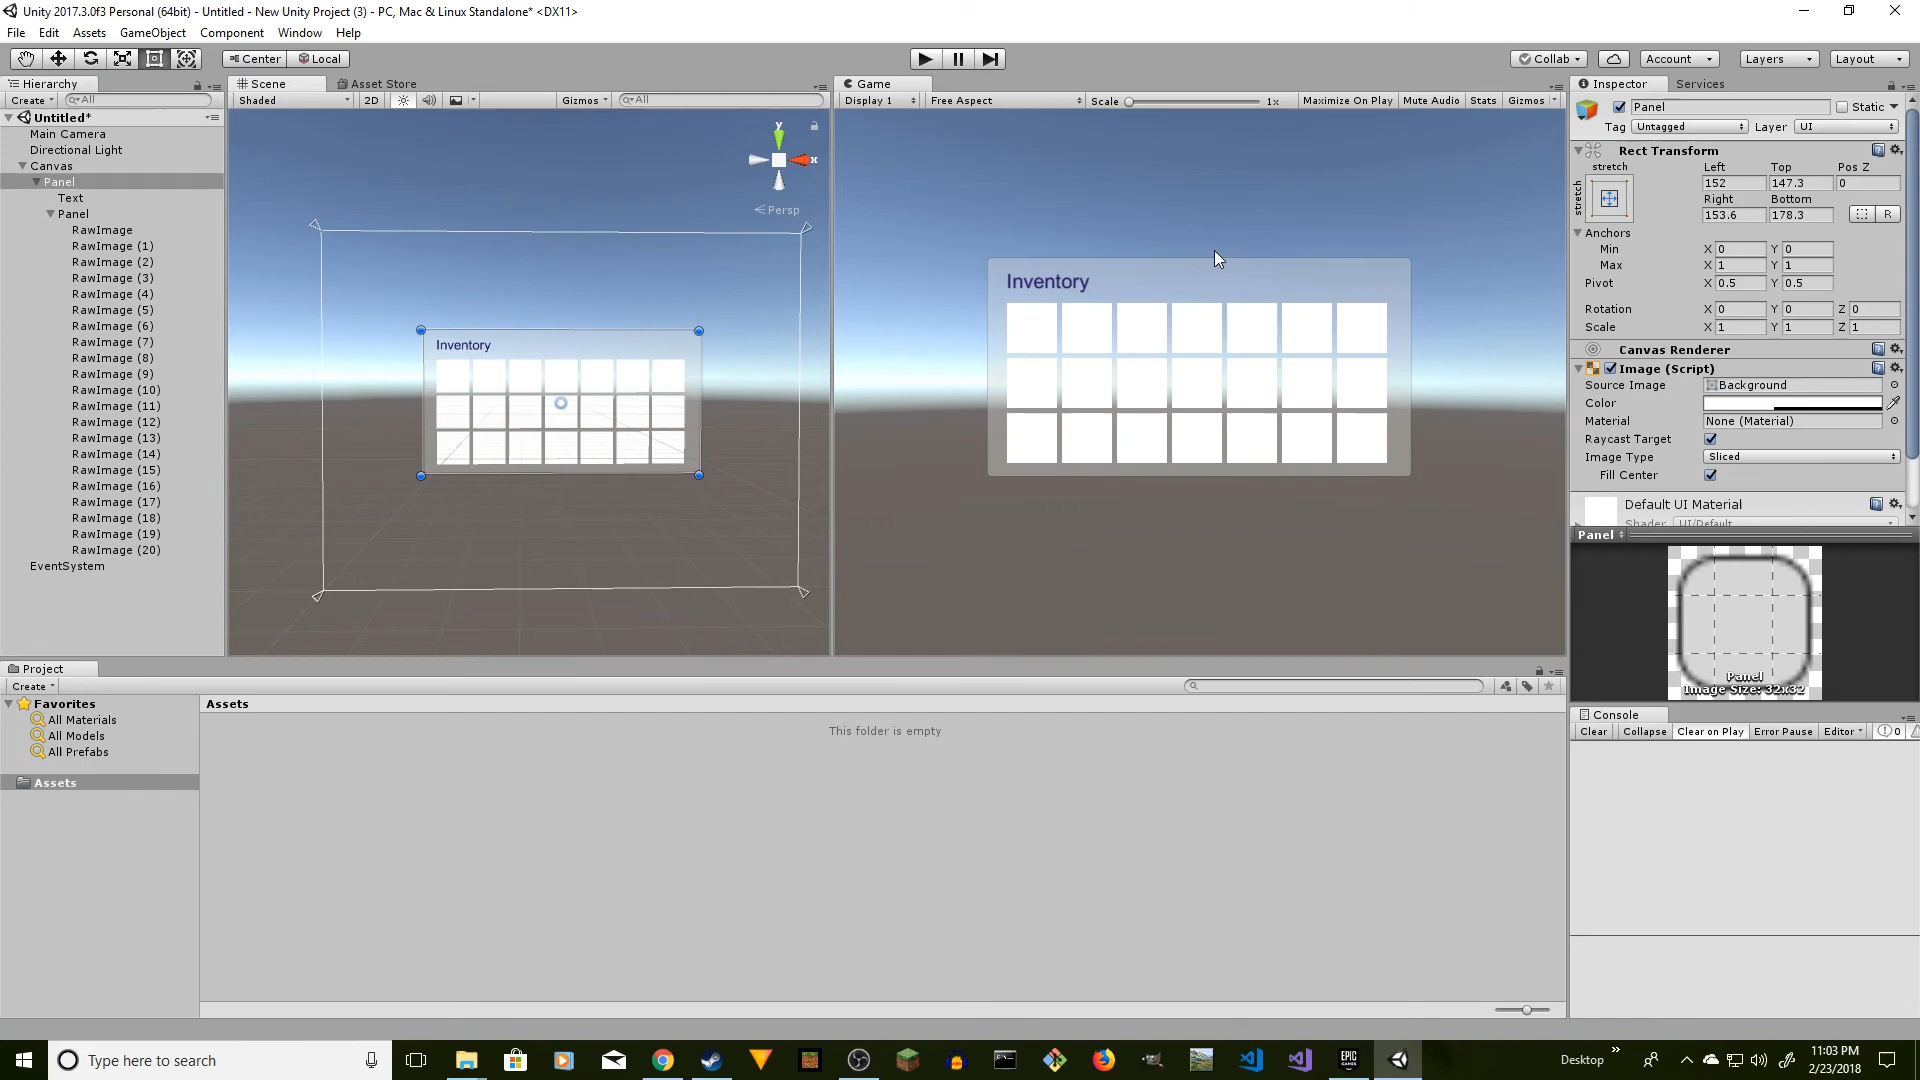 Unity 2017.3.0f3 Personal (64bit) - Untitled - New Unity Project (3) - PC, Mac & Linux Standalone* <DX11>
File Edit Assets GameObject Component Window Help
Center Local Collab Account Layers Layout
Hierarchy
Create All
Untitled*
Main Camera
Directional Light
Canvas
Panel
Text
Panel
RawImage
RawImage (1)
RawImage (2)
RawImage (3)
RawImage (4)
RawImage (5)
RawImage (6)
RawImage (7)
RawImage (8)
RawImage (9)
RawImage (10)
RawImage (11)
RawImage (12)
RawImage (13)
RawImage (14)
RawImage (15)
RawImage (16)
RawImage (17)
RawImage (18)
RawImage (19)
RawImage (20)
EventSystem
Scene Asset Store
Shaded 2D Gizmos All
y
x
Persp
Inventory
Game
Display 1 Free Aspect Scale 1x Maximize On Play Mute Audio Stats Gizmos
Inventory
Inspector Services
Panel Static
Tag Untagged Layer UI
Rect Transform
stretch Left Top Pos Z
stretch 152 147.3 0
Right Bottom
153.6 178.3 R
Anchors
Min X 0 Y 0
Max X 1 Y 1
Pivot X 0.5 Y 0.5
Rotation X 0 Y 0 Z 0
Scale X 1 Y 1 Z 1
Canvas Renderer
Image (Script)
Source Image Background
Color
Material None (Material)
Raycast Target
Image Type Sliced
Fill Center
Default UI Material
Shader UI/Default
Panel
Panel
Image Size: 32x32
Project
Create
Favorites
All Materials
All Models
All Prefabs
Assets
Assets
This folder is empty
Console
Clear Collapse Clear on Play Error Pause Editor 0
Type here to search
EPIC GAMES
Desktop
11:03 PM
2/23/2018